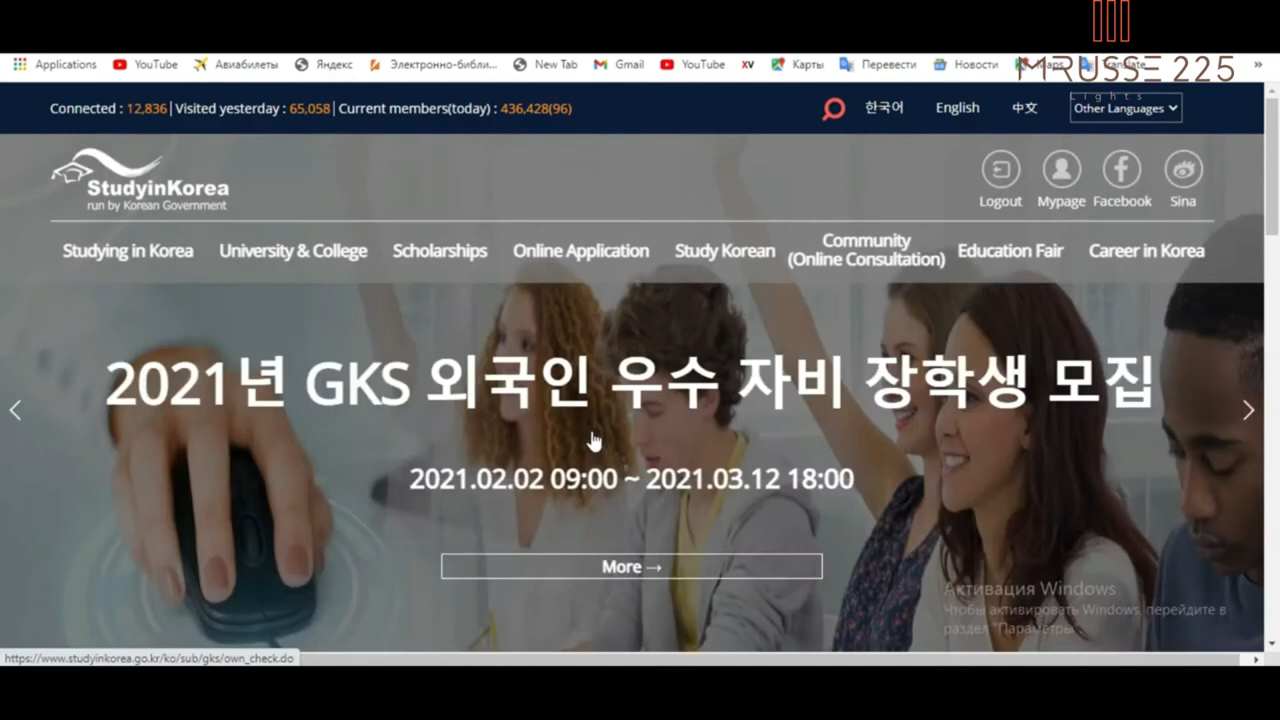 Applications YouTube Авиабилеты Яндекс Электронно-библи... New Tab Gmail YouTube XV Карты Перевести Новости Maps Translate »
MRUSSE 225
Lights
Connected : 12,836 | Visited yesterday : 65,058 | Current members(today) : 436,428(96) 한국어 English 中文 Other Languages
StudyinKorea
run by Korean Government
Logout Mypage Facebook Sina
Studying in Korea University & College Scholarships Online Application Study Korean Community (Online Consultation) Education Fair Career in Korea
2021년 GKS 외국인 우수 자비 장학생 모집
2021.02.02 09:00 ~ 2021.03.12 18:00
More →
Активация Windows
Чтобы активировать Windows, перейдите в
раздел "Параметры".
https://www.studyinkorea.go.kr/ko/sub/gks/own_check.do